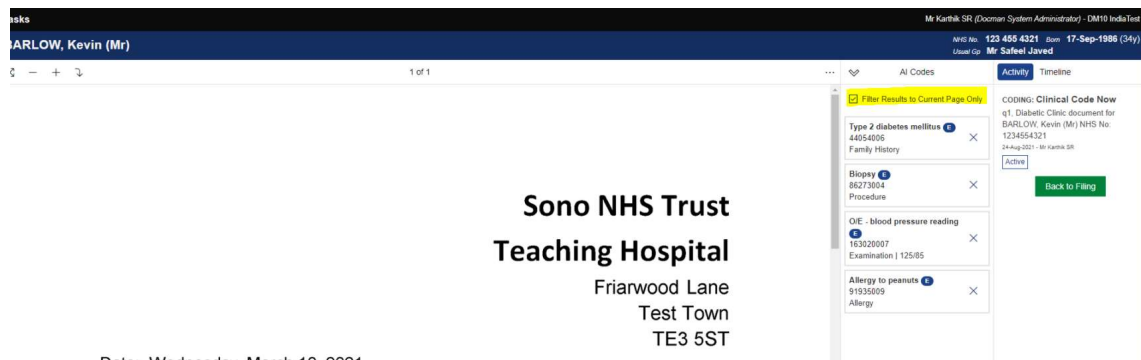 asks
Mr Karthik SR (Docman System Administrator) - DM10 IndiaTest
BARLOW, Kevin (Mr)
NHS No. 123 455 4321 Born 17-Sep-1986 (34y)
Usual Gp Mr Safeel Javed
1 of 1
AI Codes
Activity Timeline
Filter Results to Current Page Only
Type 2 diabetes mellitus E
44054006
Family History
Biopsy E
86273004
Procedure
O/E - blood pressure reading
E
163020007
Examination | 125/85
Allergy to peanuts E
91935009
Allergy
CODING: Clinical Code Now
q1, Diabetic Clinic document for
BARLOW, Kevin (Mr) NHS No.
1234554321
24-Aug-2021 - Mr Karthik SR
Active
Back to Filing
Sono NHS Trust
Teaching Hospital
Friarwood Lane
Test Town
TE3 5ST